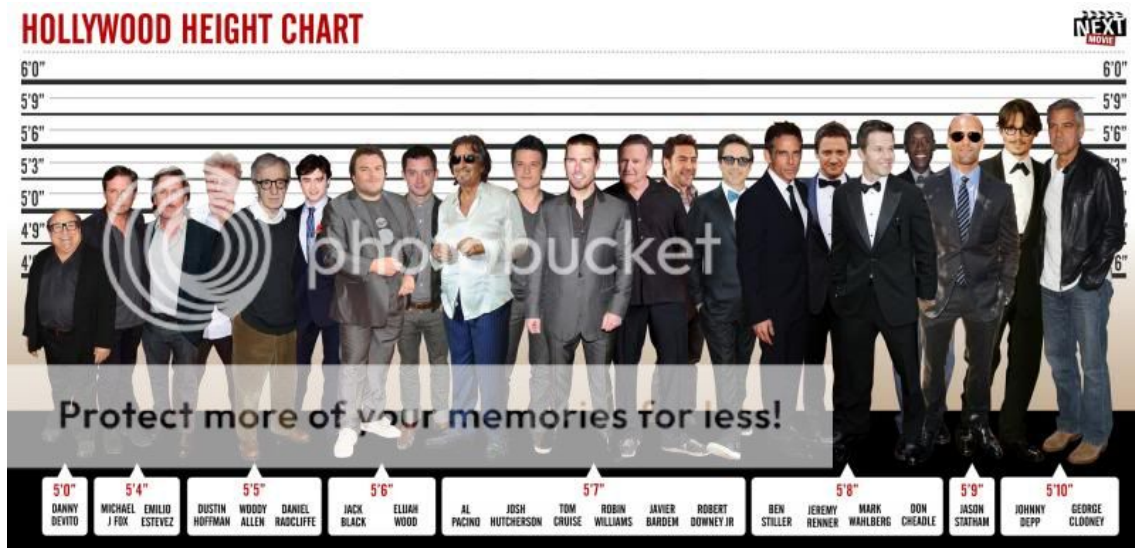 HOLLYWOOD HEIGHT CHART
NEXT
MOVIE
6'0" 6'0"
5'9" 5'9"
5'6" 5'6"
5'3"
5'0"
4'9"
photobucket
Protect more of your memories for less!
5'0" 5'4" 5'5" 5'6" 5'7" 5'8" 5'9" 5'10"
DANNY MICHAEL EMILIO DUSTIN WOODY DANIEL JACK ELIJAH AL JOSH TOM ROBIN JAVIER ROBERT BEN JEREMY MARK DON JASON JOHNNY GEORGE
DEVITO J FOX ESTEVEZ HOFFMAN ALLEN RADCLIFFE BLACK WOOD PACINO HUTCHERSON CRUISE WILLIAMS BARDEM DOWNEY JR STILLER RENNER WAHLBERG CHEADLE STATHAM DEPP CLOONEY